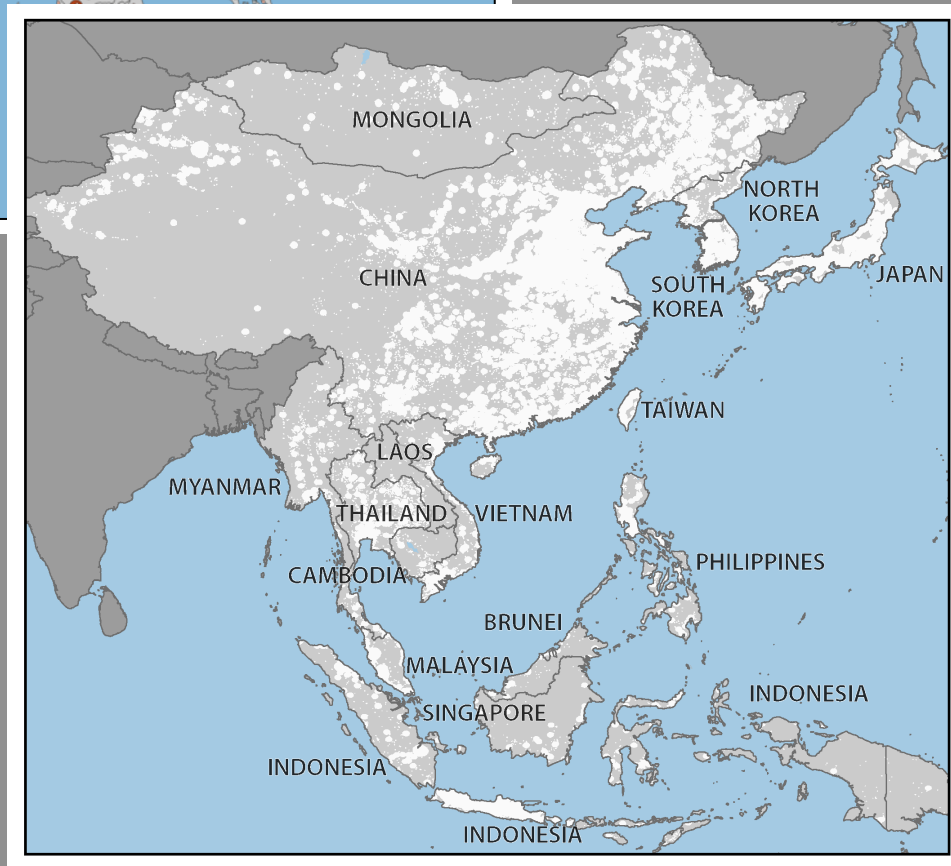 MONGOLIA
NORTH
KOREA
CHINA
JAPAN
SOUTH
KOREA
TAIWAN
LAOS
MYANMAR
THAILAND
VIETNAM
PHILIPPINES
CAMBODIA
BRUNEI
MALAYSIA
INDONESIA
SINGAPORE
INDONESIA
INDONESIA